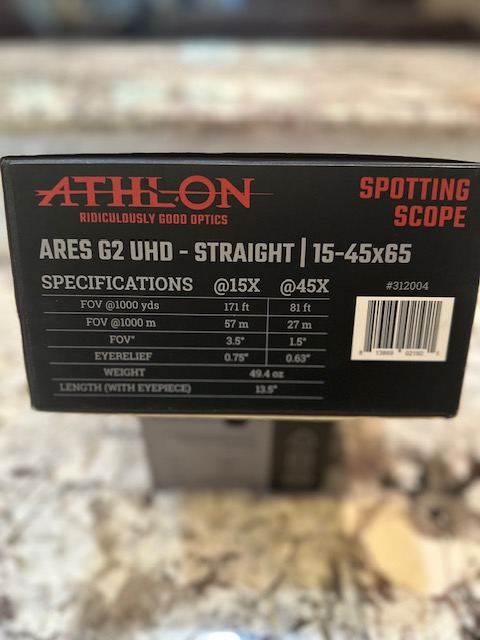 ATHLON
RIDICULOUSLY GOOD OPTICS
SPOTTING
SCOPE
ARES G2 UHD - STRAIGHT | 15-45x65
SPECIFICATIONS @15X @45X
FOV @1000 yds 171 ft 81 ft
FOV @1000 m 57 m 27 m
FOV° 3.5° 1.5°
EYERELIEF 0.75" 0.63"
WEIGHT 49.4 oz
LENGTH (WITH EYEPIECE) 13.5"
#312004